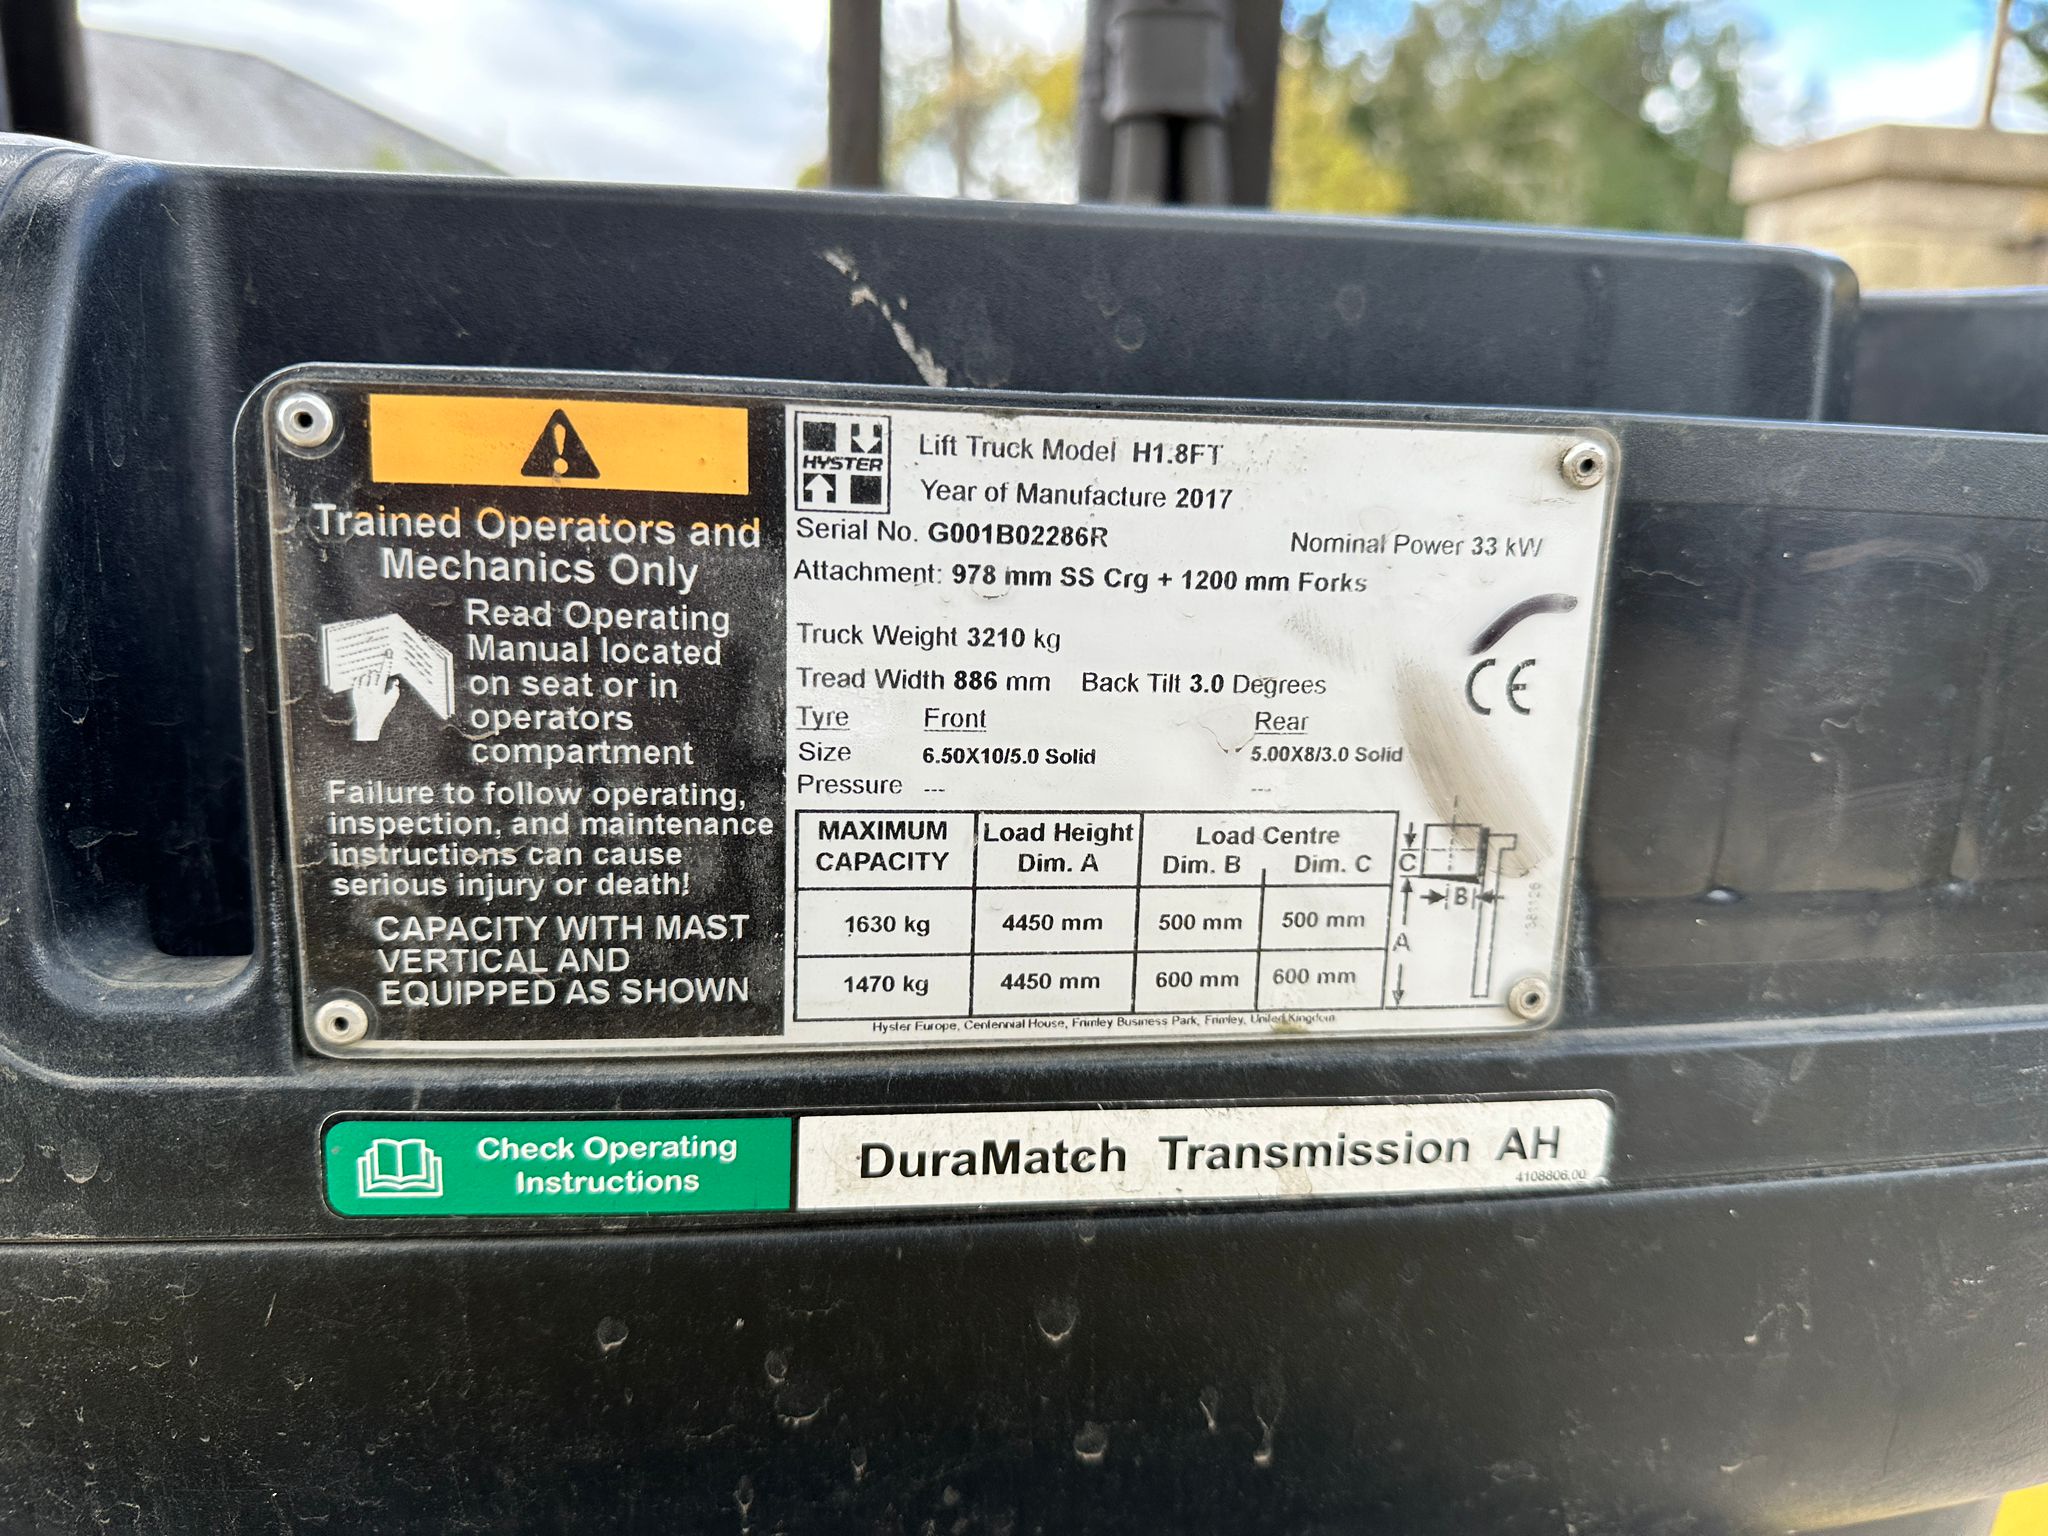 Trained Operators and
Mechanics Only
Read Operating
Manual located
on seat or in
operators
compartment
Failure to follow operating,
inspection, and maintenance
instructions can cause
serious injury or death!
CAPACITY WITH MAST
VERTICAL AND
EQUIPPED AS SHOWN
HYSTER
Lift Truck Model H1.8FT
Year of Manufacture 2017
Serial No. G001B02286R Nominal Power 33 kW
Attachment: 978 mm SS Crg + 1200 mm Forks
Truck Weight 3210 kg
CE
Tread Width 886 mm Back Tilt 3.0 Degrees
Tyre Front Rear
Size 6.50X10/5.0 Solid 5.00X8/3.0 Solid
Pressure --- ---
MAXIMUM CAPACITY Load Height Dim. A Load Centre Dim. B Dim. C
1630 kg 4450 mm 500 mm 500 mm
1470 kg 4450 mm 600 mm 600 mm
C
B
A
Hyster Europe, Centennial House, Frimley Business Park, Frimley, United Kingdom
Check Operating
Instructions
DuraMatch Transmission AH
4108806.00